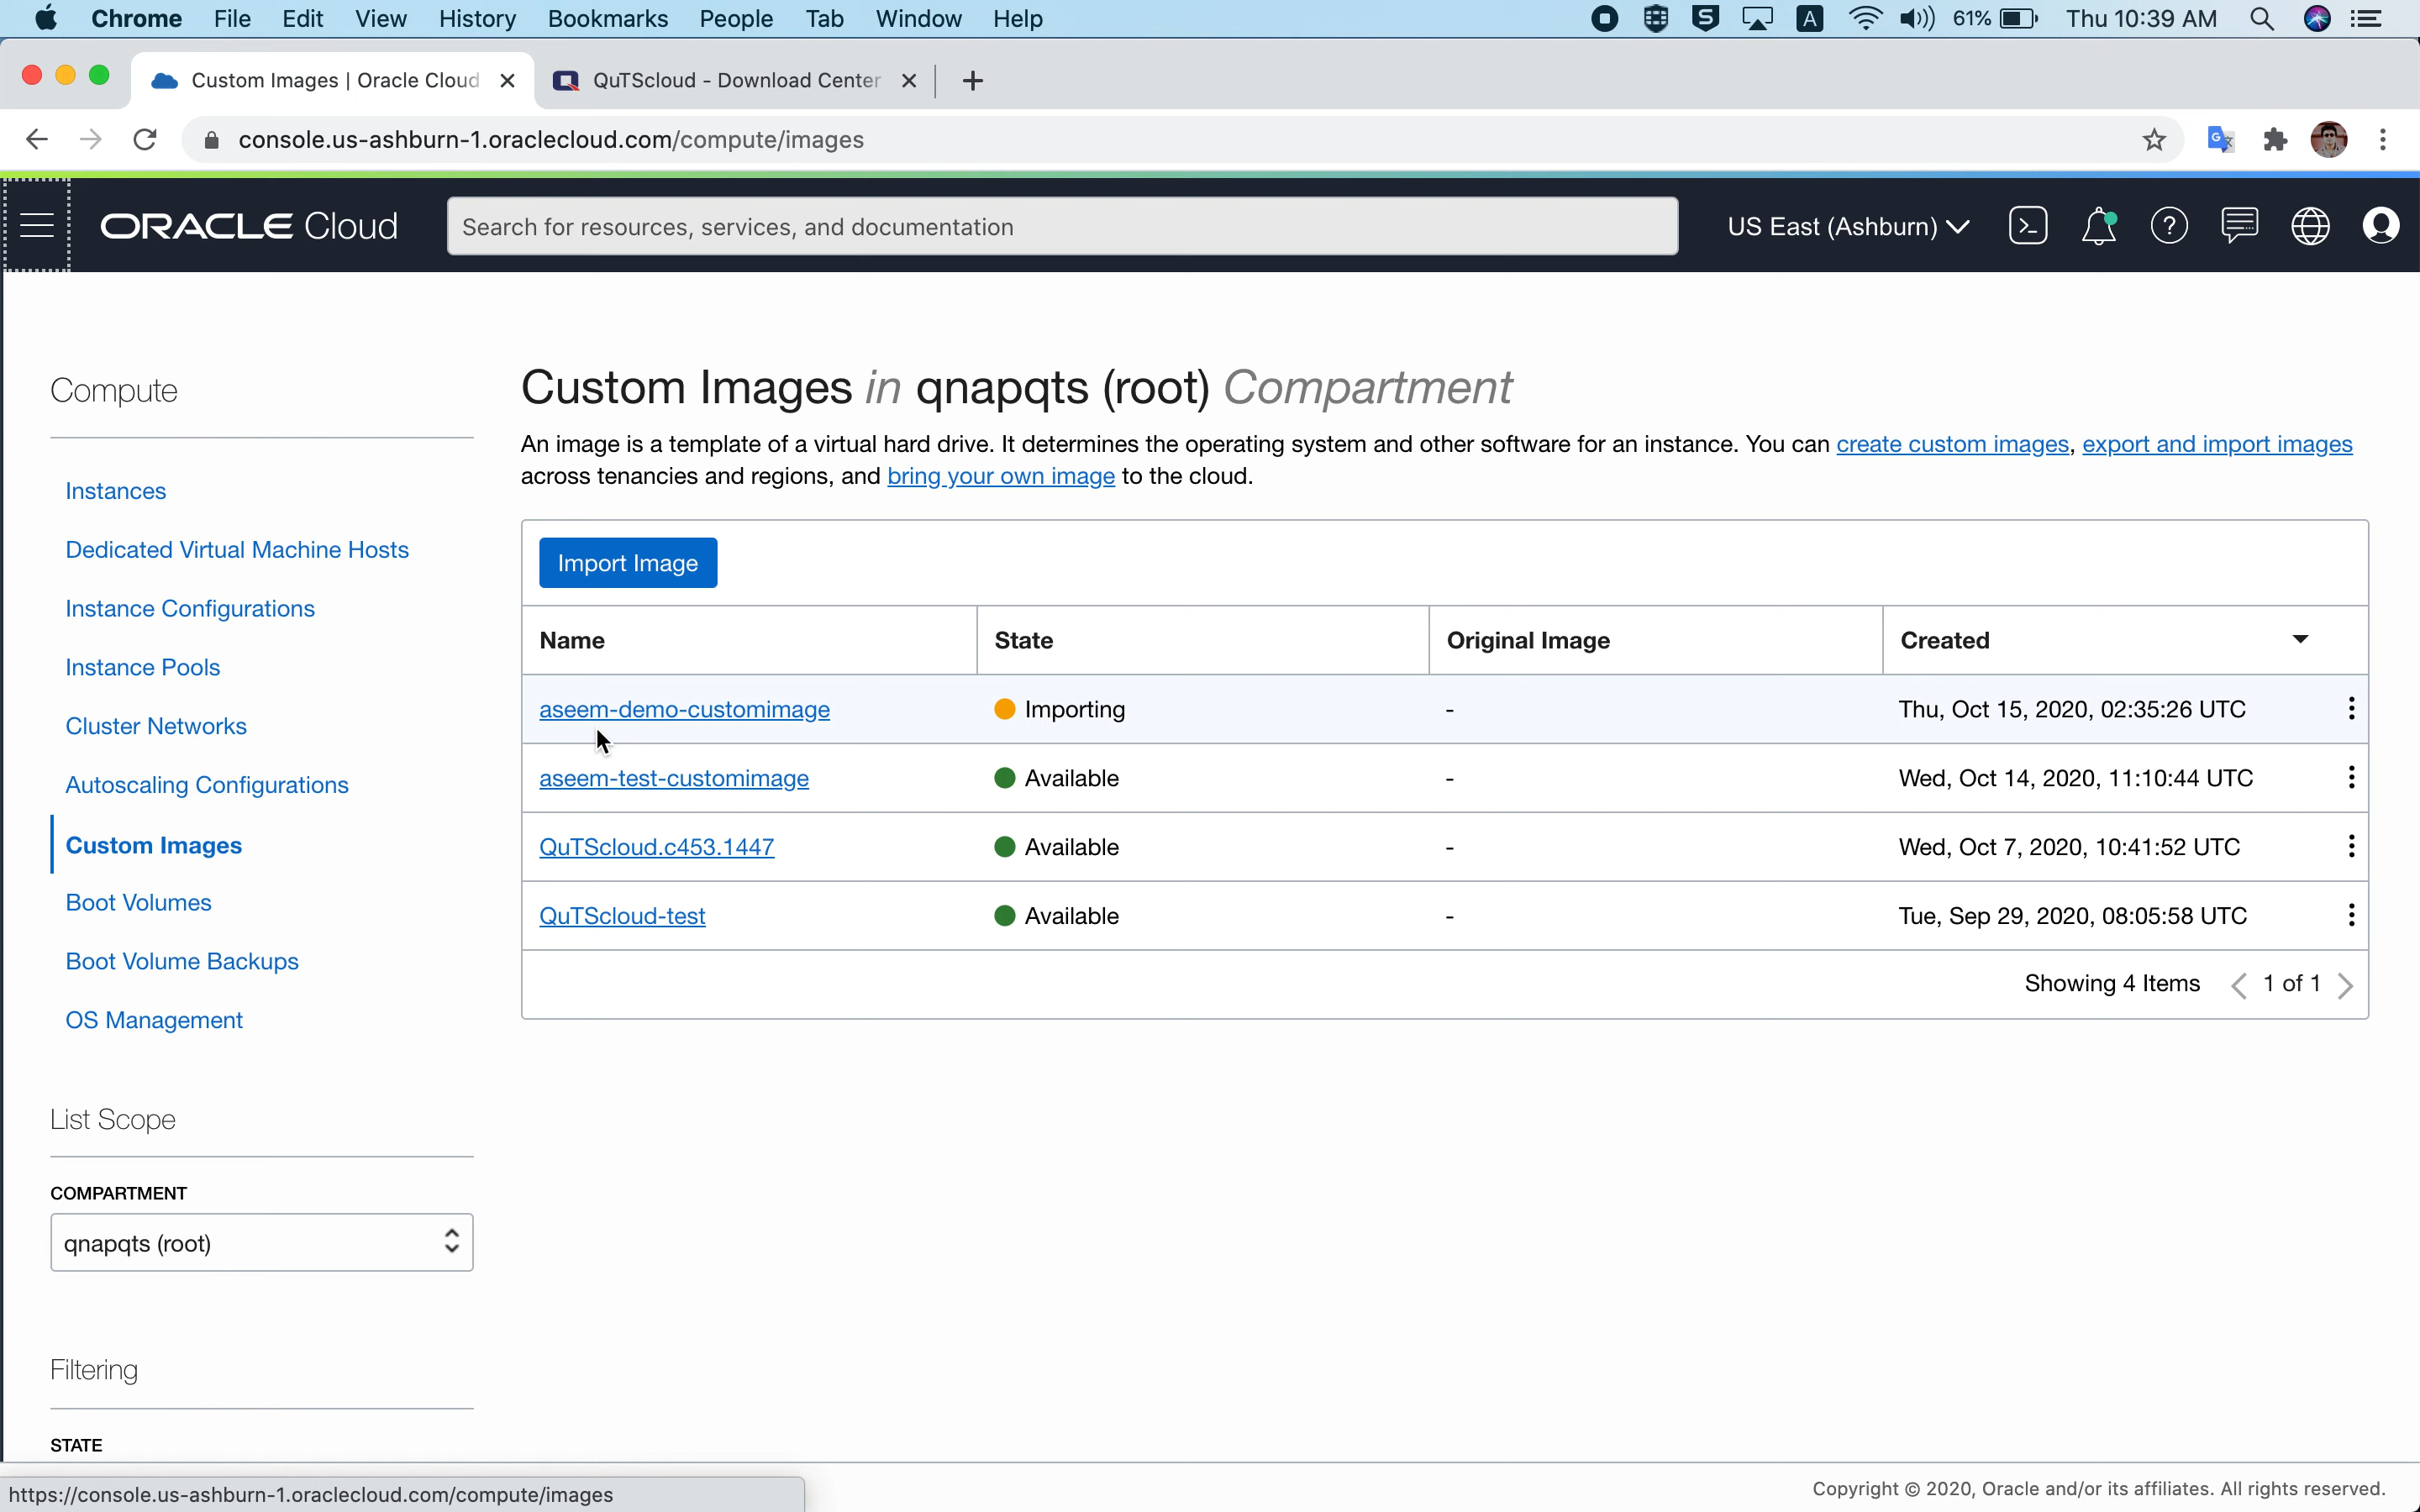 Chrome File Edit View History Bookmarks People Tab Window Help A 61% Thu 10:39 AM
Custom Images | Oracle Cloud QuTScloud - Download Center
console.us-ashburn-1.oraclecloud.com/compute/images
ORACLE Cloud Search for resources, services, and documentation US East (Ashburn)
Compute
Instances
Dedicated Virtual Machine Hosts
Instance Configurations
Instance Pools
Cluster Networks
Autoscaling Configurations
Custom Images
Boot Volumes
Boot Volume Backups
OS Management
List Scope
COMPARTMENT
qnapqts (root)
Filtering
STATE
Custom Images in qnapqts (root) Compartment
An image is a template of a virtual hard drive. It determines the operating system and other software for an instance. You can create custom images, export and import images
across tenancies and regions, and bring your own image to the cloud.
Import Image
Name State Original Image Created
aseem-demo-customimage Importing - Thu, Oct 15, 2020, 02:35:26 UTC
aseem-test-customimage Available - Wed, Oct 14, 2020, 11:10:44 UTC
QuTScloud.c453.1447 Available - Wed, Oct 7, 2020, 10:41:52 UTC
QuTScloud-test Available - Tue, Sep 29, 2020, 08:05:58 UTC
Showing 4 Items 1 of 1
https://console.us-ashburn-1.oraclecloud.com/compute/images
Copyright © 2020, Oracle and/or its affiliates. All rights reserved.